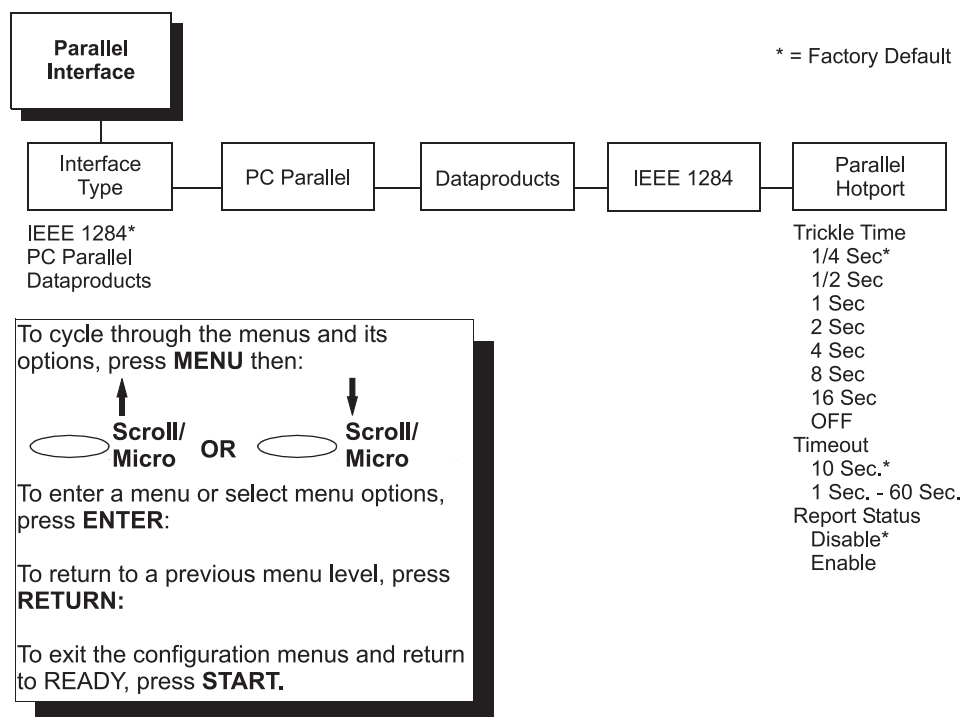 Parallel
Interface
* = Factory Default
Interface
Type
PC Parallel
Dataproducts
IEEE 1284
Parallel
Hotport
IEEE 1284*
PC Parallel
Dataproducts
Trickle Time
1/4 Sec*
1/2 Sec
1 Sec
2 Sec
4 Sec
8 Sec
16 Sec
OFF
Timeout
10 Sec.*
1 Sec. - 60 Sec.
Report Status
Disable*
Enable
To cycle through the menus and its
options, press MENU then:
Scroll/
Micro
OR
Scroll/
Micro
To enter a menu or select menu options,
press ENTER:
To return to a previous menu level, press
RETURN:
To exit the configuration menus and return
to READY, press START.